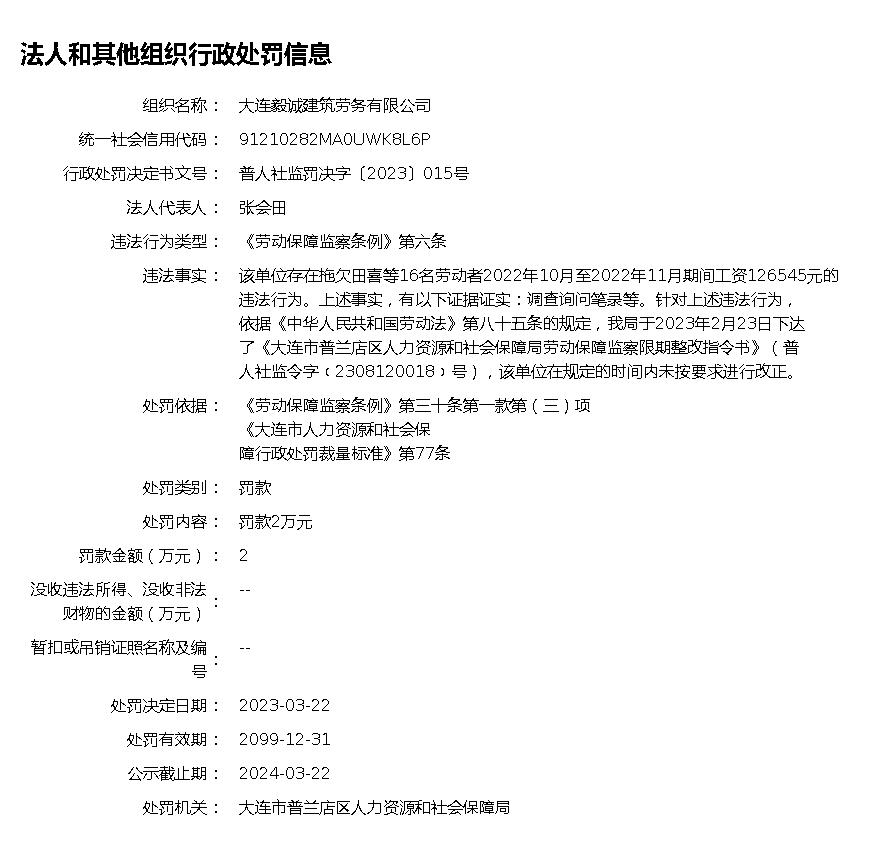 法人和其他组织行政处罚信息
组织名称： 大连毅诚建筑劳务有限公司
统一社会信用代码： 91210282MA0UWK8L6P
行政处罚决定书文号： 普人社监罚决字〔2023〕015号
法人代表人： 张会田
违法行为类型： 《劳动保障监察条例》第六条
违法事实： 该单位存在拖欠田喜等16名劳动者2022年10月至2022年11月期间工资126545元的
违法行为。上述事实，有以下证据证实：调查询问笔录等。针对上述违法行为，
依据《中华人民共和国劳动法》第八十五条的规定，我局于2023年2月23日下达
了《大连市普兰店区人力资源和社会保障局劳动保障监察限期整改指令书》（普
人社监令字﹝2308120018﹞号），该单位在规定的时间内未按要求进行改正。
处罚依据： 《劳动保障监察条例》第三十条第一款第（三）项
《大连市人力资源和社会保
障行政处罚裁量标准》第77条
处罚类别： 罚款
处罚内容： 罚款2万元
罚款金额（万元）： 2
没收违法所得、没收非法
财物的金额（万元）： --
暂扣或吊销证照名称及编
号： --
处罚决定日期： 2023-03-22
处罚有效期： 2099-12-31
公示截止期： 2024-03-22
处罚机关： 大连市普兰店区人力资源和社会保障局